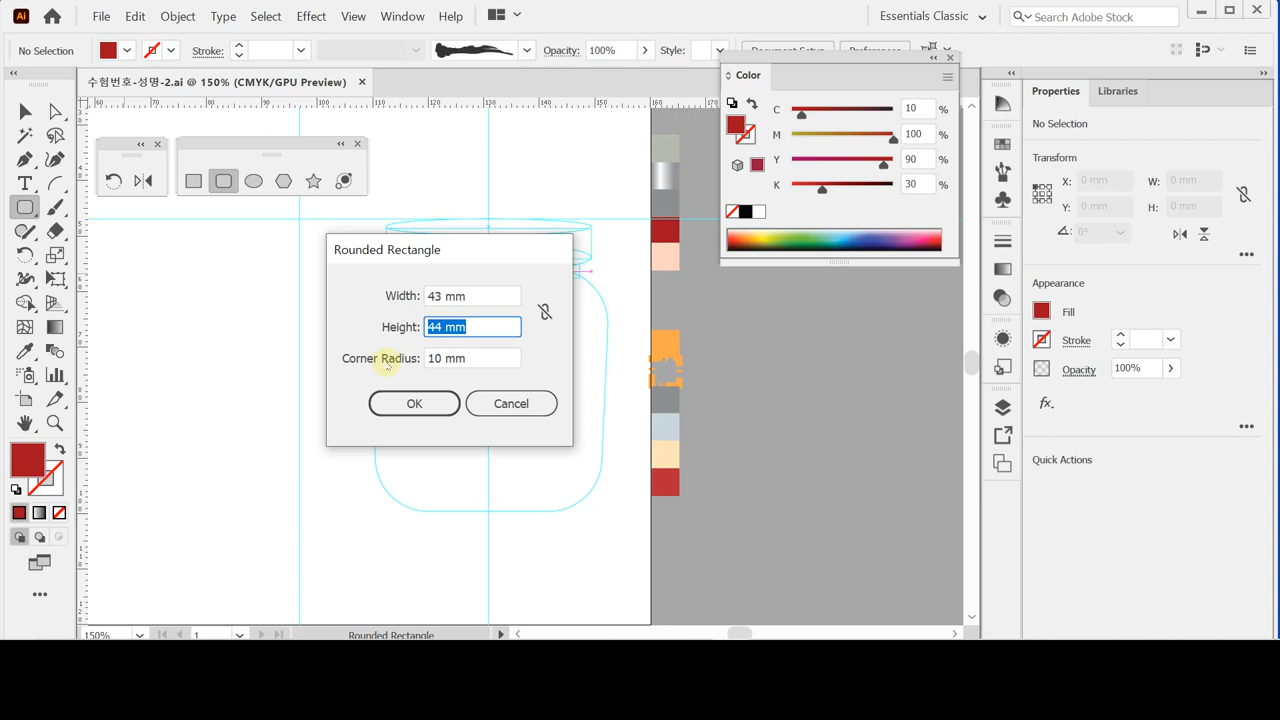 Ai File Edit Object Type Select Effect View Window Help Essentials Classic Search Adobe Stock
No Selection Stroke: Opacity: 100% Style: Document Setup Preferences
수험번호-성명-2.ai @ 150% (CMYK/GPU Preview)
Color
C 10 %
M 100 %
Y 90 %
K 30 %
Properties Libraries
No Selection
Transform
X: 0 mm W: 0 mm
Y: 0 mm H: 0 mm
0°
Appearance
Fill
Stroke
Opacity 100%
fx.
Quick Actions
Rounded Rectangle
Width: 43 mm
Height: 44 mm
Corner Radius: 10 mm
OK Cancel
150% 1 Rounded Rectangle